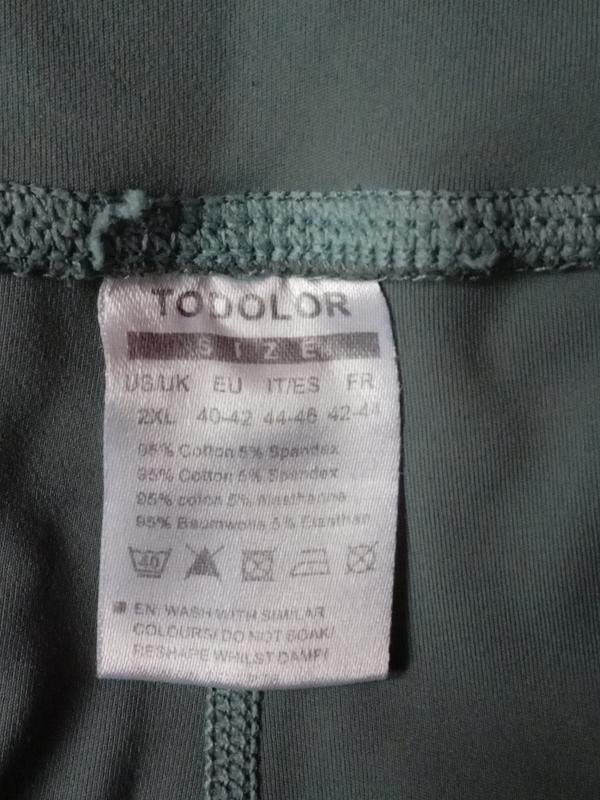 TODOLOR
SIZE
US/UK EU IT/ES FR
2XL 40-42 44-46 42-44
95% Cotton 5% Spandex
95% Cotton 5% Spandex
95% coton 5% élasthanne
95% Baumwolle 5% Elasthan
40
EN: WASH WITH SIMILAR
COLOURS/ DO NOT SOAK/
RESHAPE WHILST DAMP/